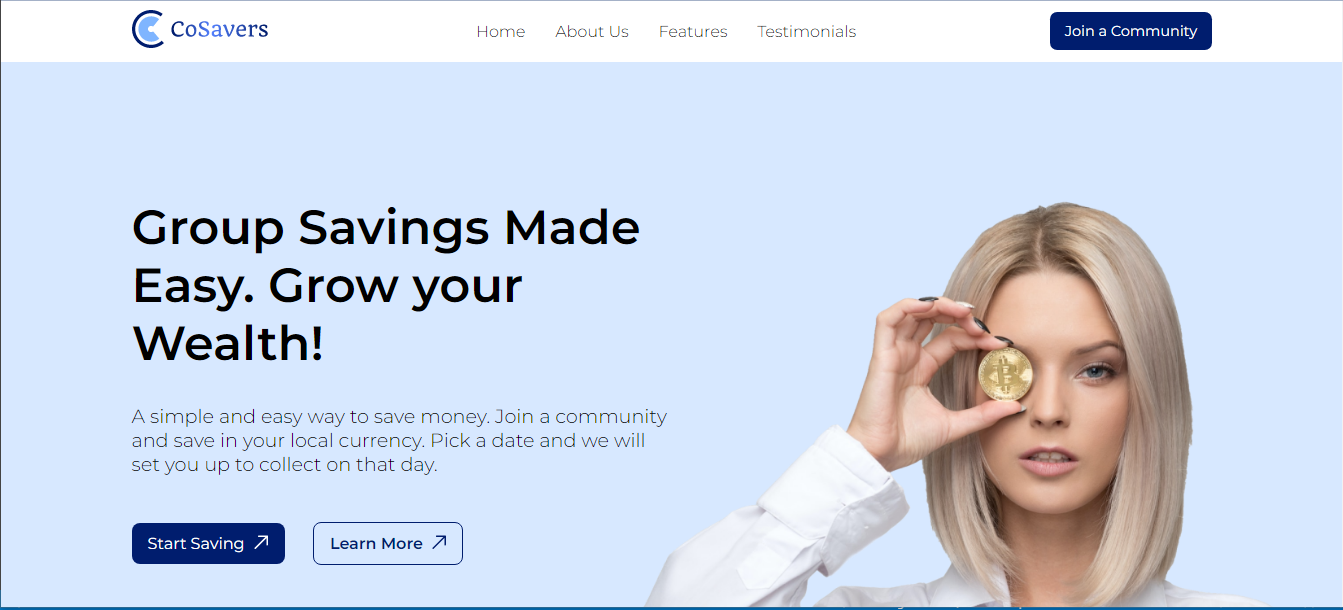 CoSavers
Home
About Us
Features
Testimonials
Join a Community
Group Savings Made
Easy. Grow your
Wealth!
A simple and easy way to save money. Join a community
and save in your local currency. Pick a date and we will
set you up to collect on that day.
Start Saving
Learn More